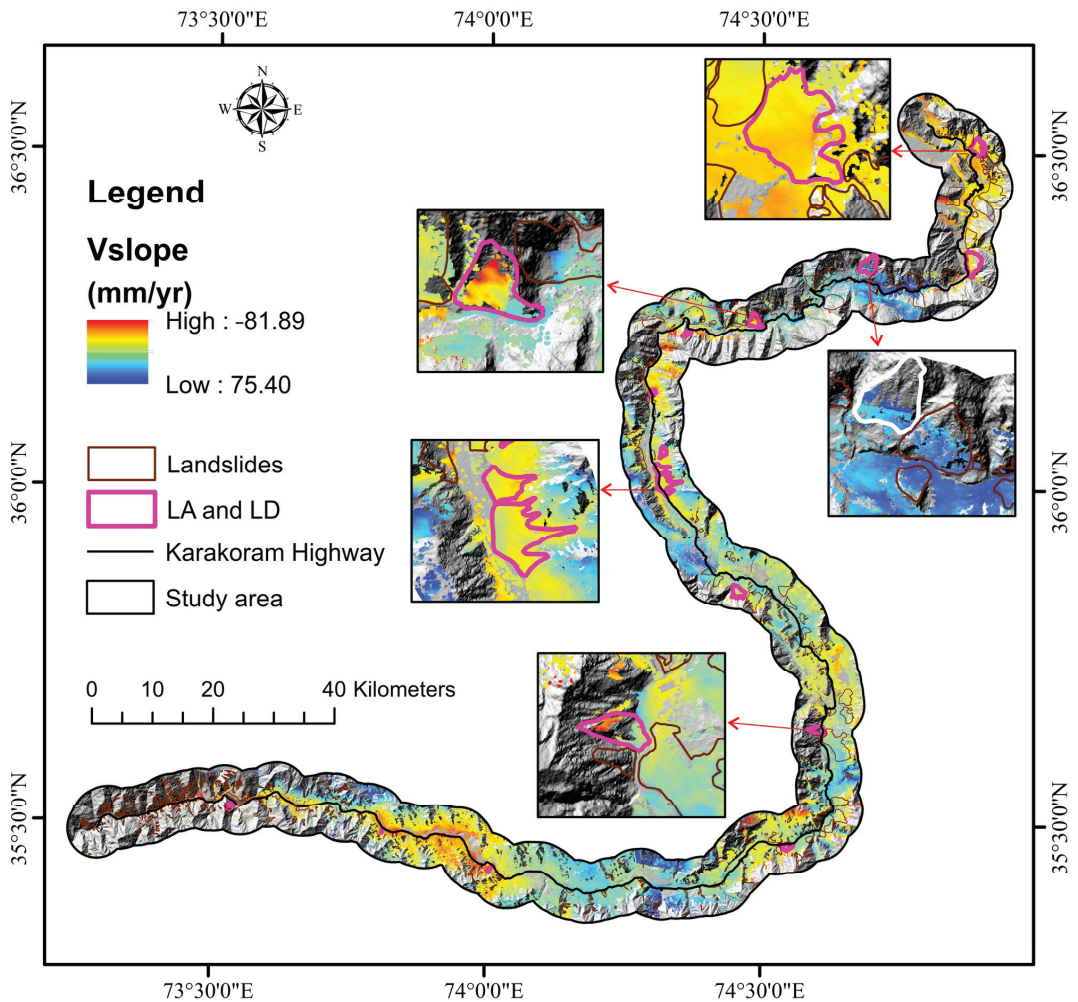 73°30'0"E 74°0'0"E 74°30'0"E
N
W E
S
36°30'0"N
36°30'0"N
Legend
Vslope
(mm/yr)
High : -81.89
Low : 75.40
36°0'0"N
36°0'0"N
Landslides
LA and LD
Karakoram Highway
Study area
0 10 20 40 Kilometers
35°30'0"N
35°30'0"N
73°30'0"E 74°0'0"E 74°30'0"E